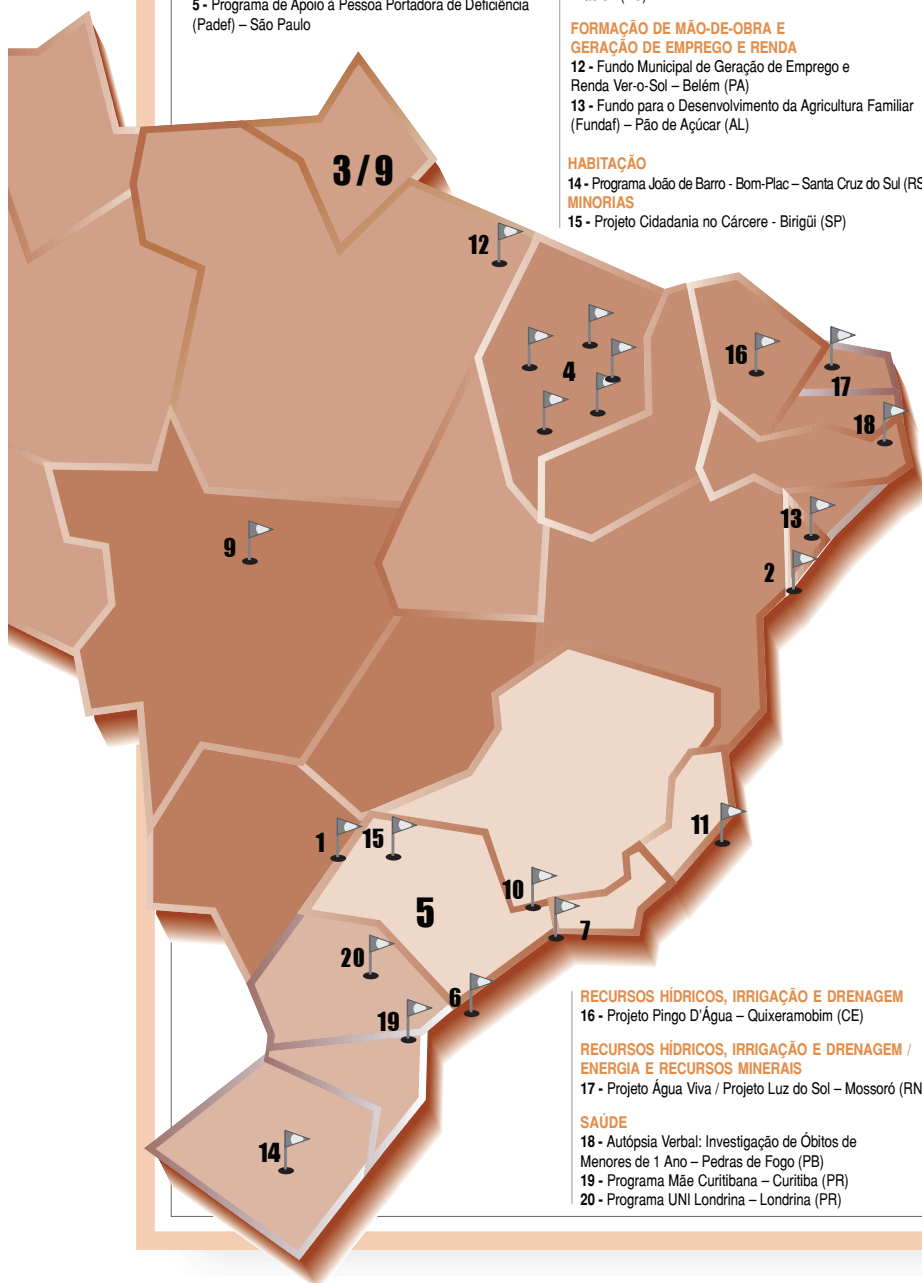 5 - Programa de Apoio à Pessoa Portadora de Deficiência
(Padef) – São Paulo
FORMAÇÃO DE MÃO-DE-OBRA E
GERAÇÃO DE EMPREGO E RENDA
12 - Fundo Municipal de Geração de Emprego e
Renda Ver-o-Sol – Belém (PA)
13 - Fundo para o Desenvolvimento da Agricultura Familiar
(Fundaf) – Pão de Açúcar (AL)
HABITAÇÃO
14 - Programa João de Barro - Bom-Plac – Santa Cruz do Sul (RS
MINORIAS
15 - Projeto Cidadania no Cárcere - Birigüi (SP)
3 / 9
12
4
16
17
18
13
9
2
1
15
11
10
5
7
20
6
19
14
RECURSOS HÍDRICOS, IRRIGAÇÃO E DRENAGEM
16 - Projeto Pingo D'Água – Quixeramobim (CE)
RECURSOS HÍDRICOS, IRRIGAÇÃO E DRENAGEM /
ENERGIA E RECURSOS MINERAIS
17 - Projeto Água Viva / Projeto Luz do Sol – Mossoró (RN
SAÚDE
18 - Autópsia Verbal: Investigação de Óbitos de
Menores de 1 Ano – Pedras de Fogo (PB)
19 - Programa Mãe Curitibana – Curitiba (PR)
20 - Programa UNI Londrina – Londrina (PR)